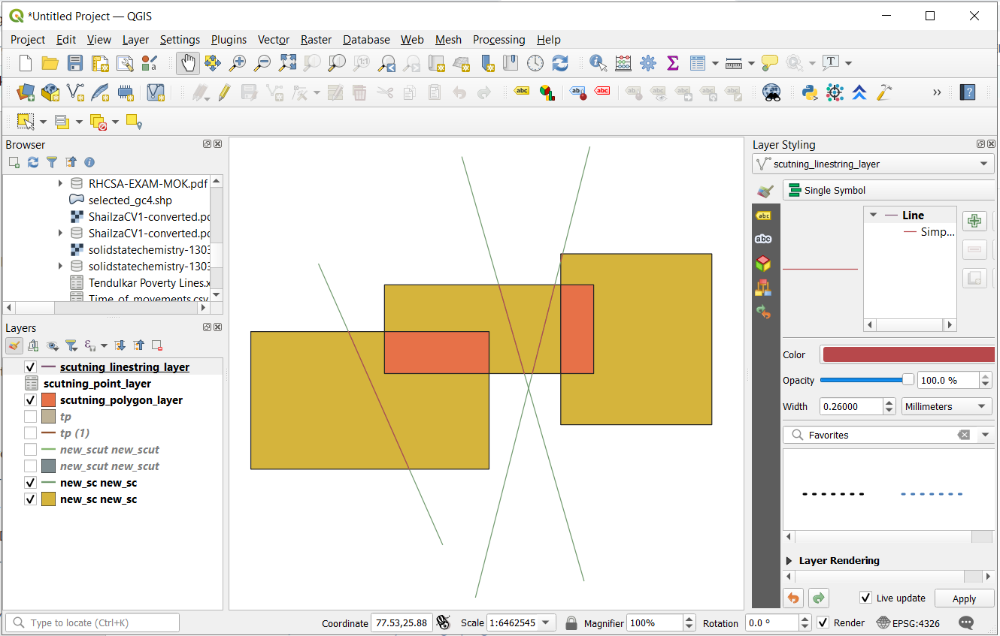 *Untitled Project — QGIS
Project Edit View Layer Settings Plugins Vector Raster Database Web Mesh Processing Help
Browser
RHCSA-EXAM-MOK.pdf
selected_gc4.shp
ShailzaCV1-converted.pd
ShailzaCV1-converted.pd
solidstatechemistry-1303
solidstatechemistry-1303
Tendulkar Poverty Lines.x
Time_of_movements.csv
Layers
scutning_linestring_layer
scutning_point_layer
scutning_polygon_layer
tp
tp (1)
new_scut new_scut
new_scut new_scut
new_sc new_sc
new_sc new_sc
Layer Styling
scutning_linestring_layer
Single Symbol
Line
Simp...
Color
Opacity 100.0 %
Width 0.26000 Millimeters
Favorites
Layer Rendering
Live update Apply
Type to locate (Ctrl+K) Coordinate 77.53,25.88 Scale 1:6462545 Magnifier 100% Rotation 0.0 ° Render EPSG:4326